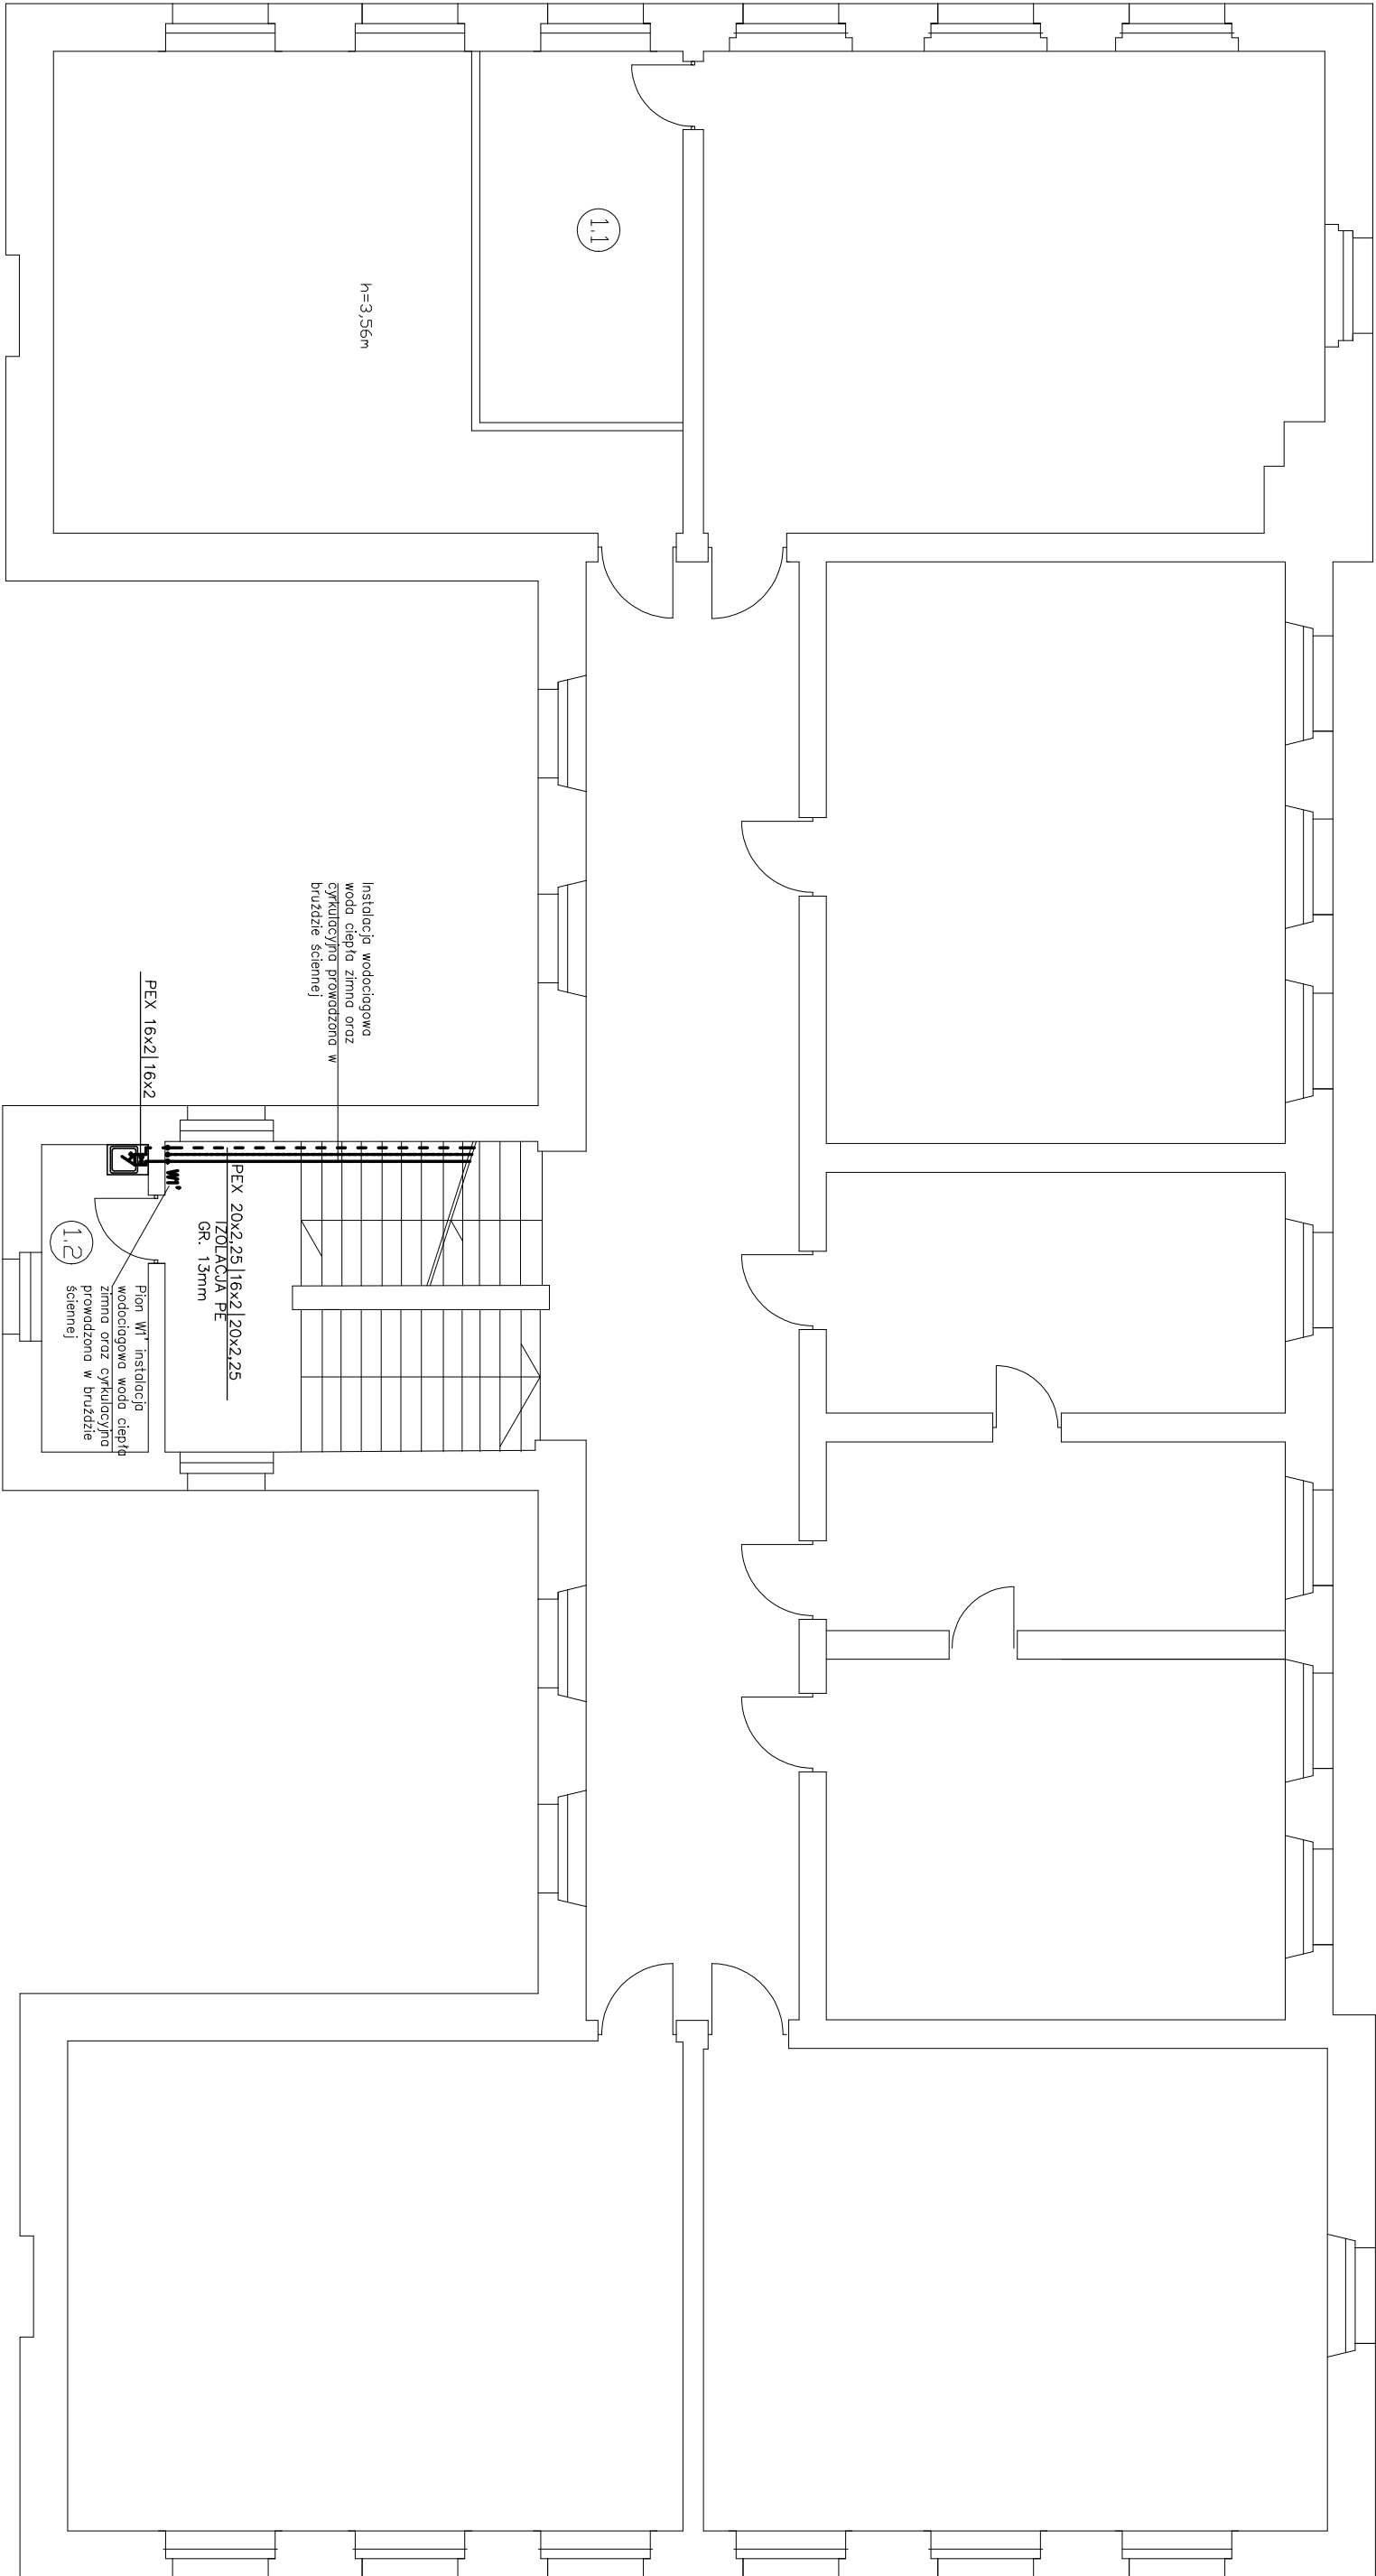 1.1
h=3,56m
Instalacja wodociągowa
woda ciepła zimna oraz
cyrkulacyjna prowadzona w
bruździe ściennej
PEX 16x2|16x2
W1'
PEX 20x2,25|16x2|20x2,25
IZOLACJA PE
GR. 13mm
1.2
Pion W1' instalacja
wodociągowa woda ciepła
zimna oraz cyrkulacyjna
prowadzona w bruździe
ściennej